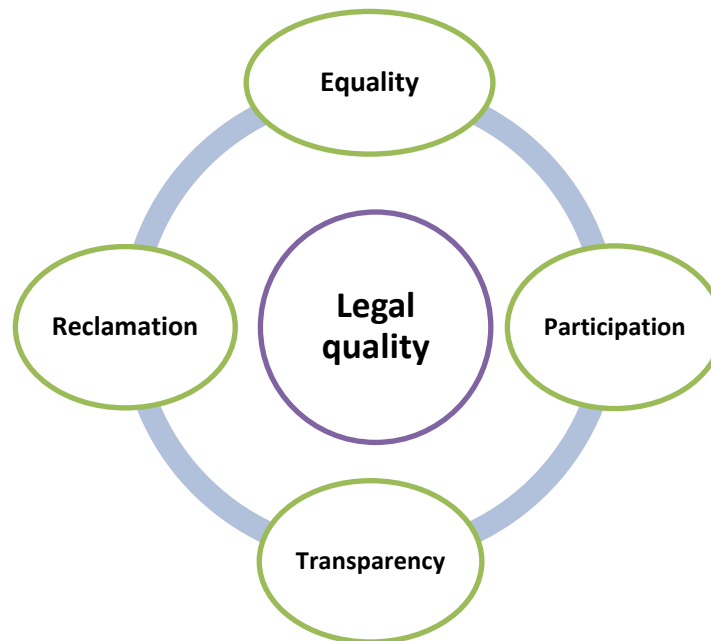 Equality
Reclamation
Legal
quality
Participation
Transparency